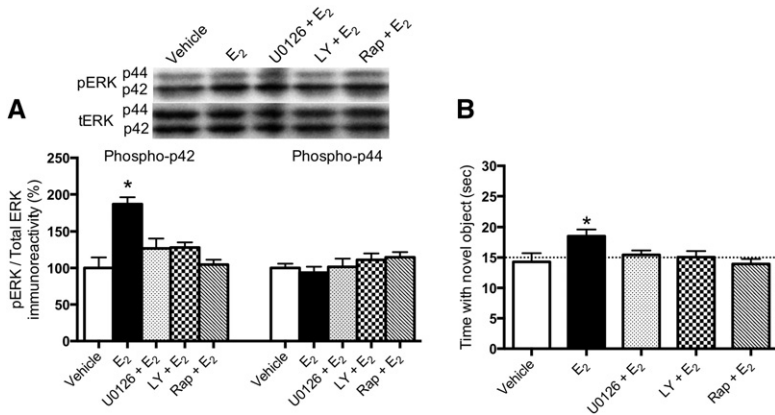 Vehicle
E₂
U0126 + E₂
LY + E₂
Rap + E₂
pERK
p44
p42
tERK
p44
p42
A
Phospho-p42
Phospho-p44
pERK / Total ERK
immunoreactivity (%)
250
200
150
100
50
0
*
Vehicle
E₂
U0126 + E₂
LY + E₂
Rap + E₂
Vehicle
E₂
U0126 + E₂
LY + E₂
Rap + E₂
B
Time with novel object (sec)
30
25
20
15
10
5
0
*
Vehicle
E₂
U0126 + E₂
LY + E₂
Rap + E₂